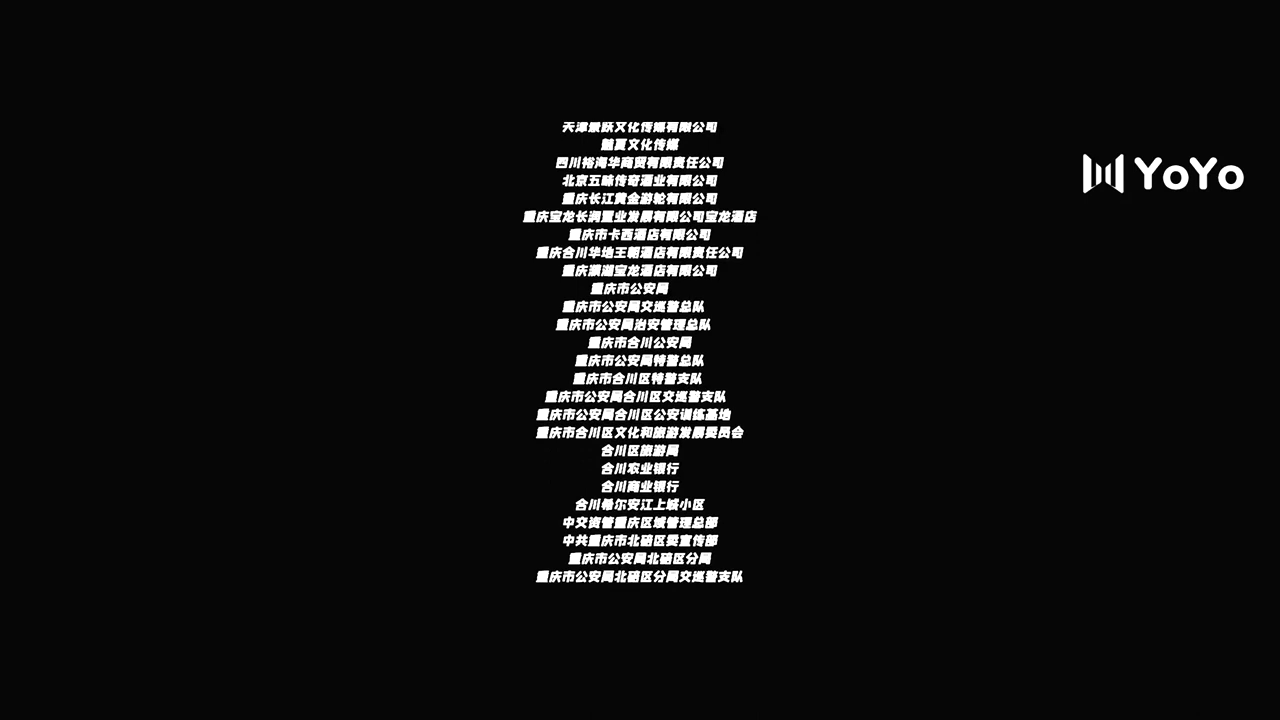 天津景跃文化传媒有限公司
魅夏文化传媒
四川裕海华商贸有限责任公司
北京五味传奇酒业有限公司
重庆长江黄金游轮有限公司
重庆宝龙长润置业发展有限公司宝龙酒店
重庆市卡西酒店有限公司
重庆合川华地王朝酒店有限责任公司
重庆濒湖宝龙酒店有限公司
重庆市公安局
重庆市公安局交巡警总队
重庆市公安局治安管理总队
重庆市合川公安局
重庆市公安局特警总队
重庆市合川区特警支队
重庆市公安局合川区交巡警支队
重庆市公安局合川区公安训练基地
重庆市合川区文化和旅游发展委员会
合川区旅游局
合川农业银行
合川商业银行
合川希尔安江上城小区
中交资管重庆区域管理总部
中共重庆市北碚区委宣传部
重庆市公安局北碚区分局
重庆市公安局北碚区分局交巡警支队
YoYo